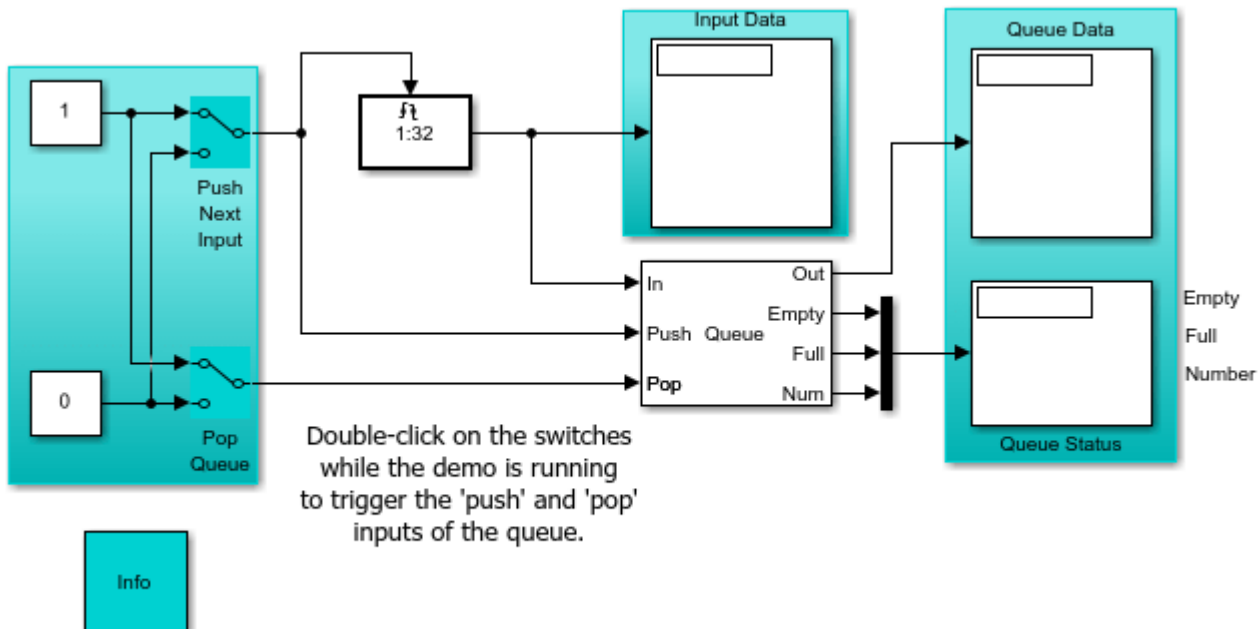 Input Data
Queue Data
1
1:32
Push
Next
Input
In
Out
Push
Queue
Empty
Full
Pop
Num
Empty
Full
Number
0
Pop
Queue
Queue Status
Double-click on the switches
while the demo is running
to trigger the 'push' and 'pop'
inputs of the queue.
Info